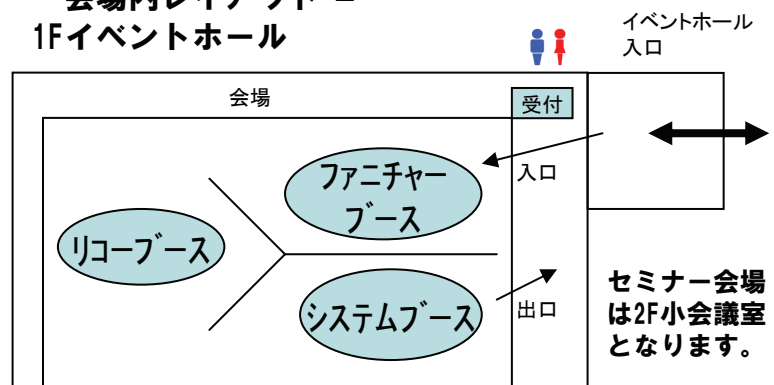 1Fイベントホール
イベントホール
入口
会場
受付
ファニチャー
ブース
入口
リコーブース
システムブース
出口
セミナー会場
は2F小会議室
となります。